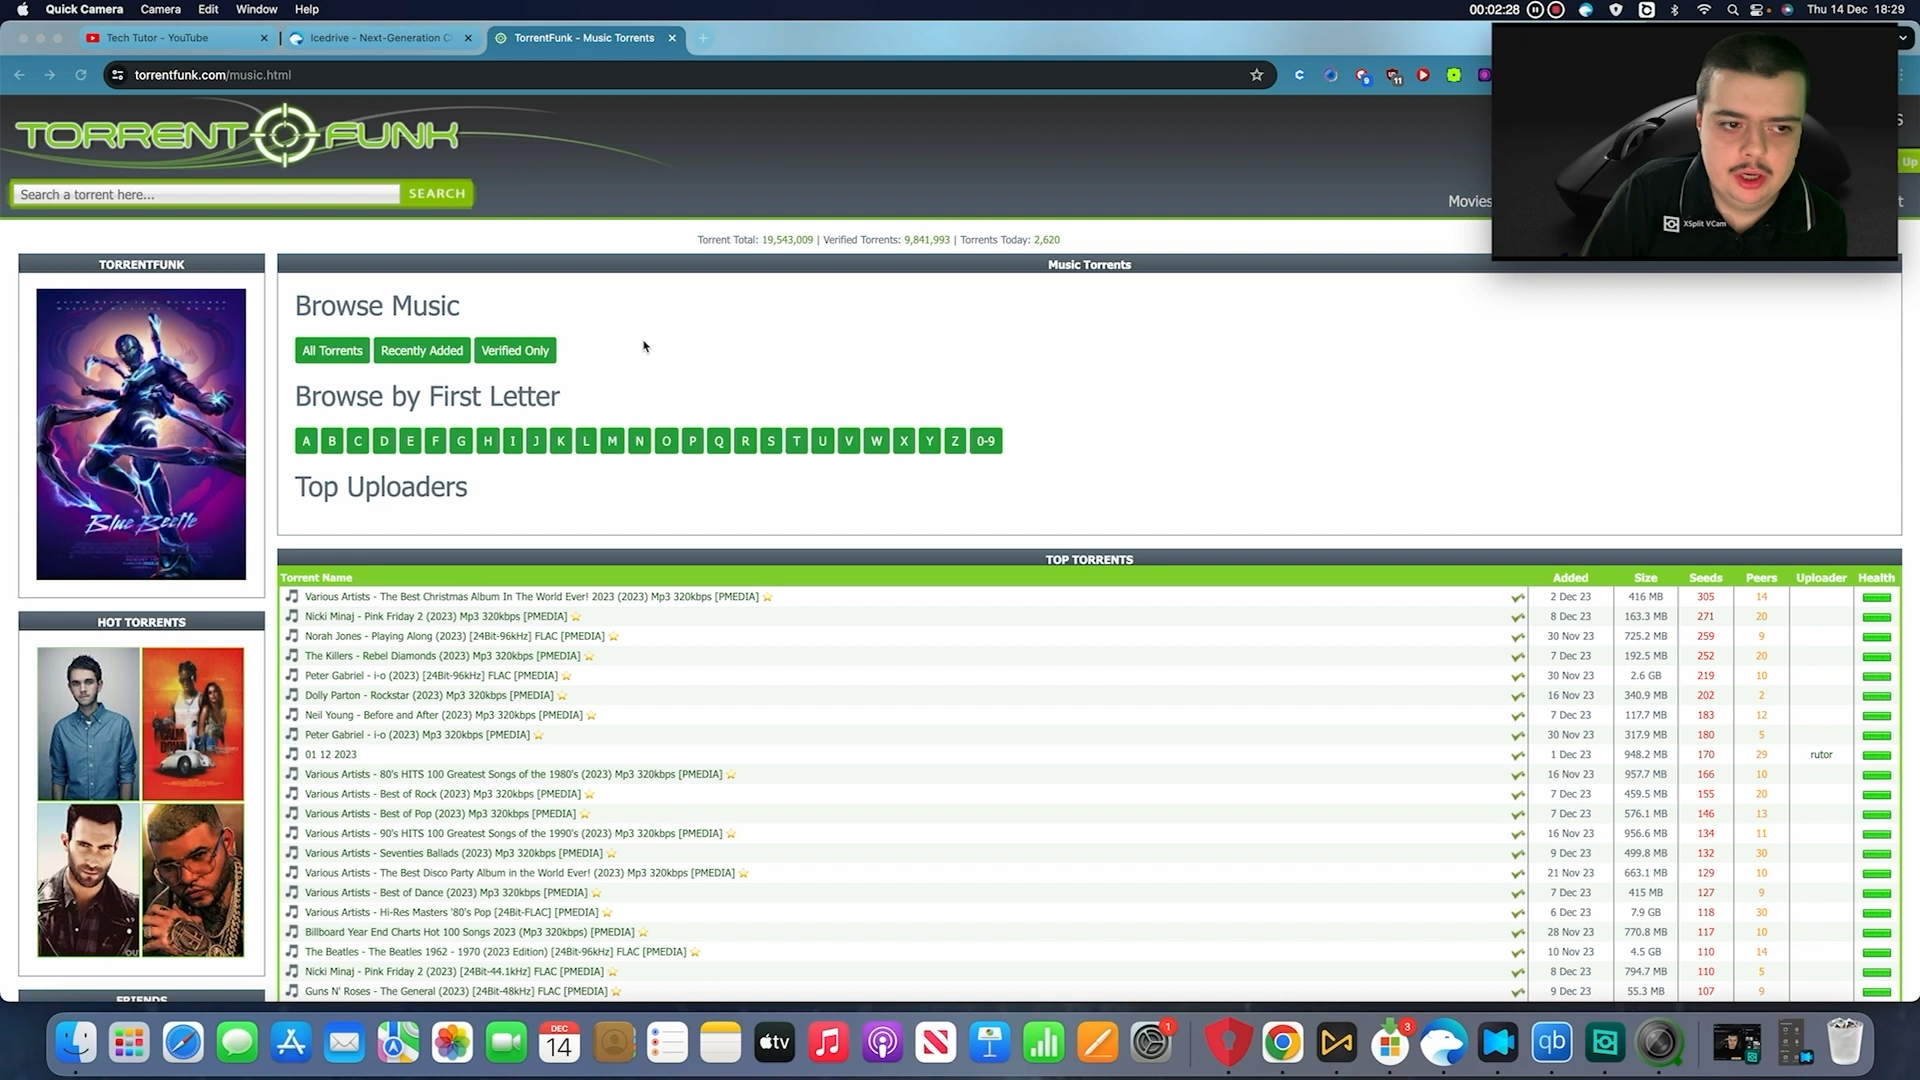 Quick Camera Camera Edit Window Help 00:02:28 Thu 14 Dec 18:29
Tech Tutor - YouTube Icedrive - Next-Generation Cl TorrentFunk - Music Torrents
torrentfunk.com/music.html
TORRENT FUNK
Search a torrent here... SEARCH
Movies
Up
XSplit VCam
Torrent Total: 19,543,009 | Verified Torrents: 9,841,993 | Torrents Today: 2,620
TORRENTFUNK
Blue Beetle
HOT TORRENTS
CALM DOWN
FRIENDS
Music Torrents
Browse Music
All Torrents Recently Added Verified Only
Browse by First Letter
A B C D E F G H I J K L M N O P Q R S T U V W X Y Z 0-9
Top Uploaders
TOP TORRENTS
Torrent Name Added Size Seeds Peers Uploader Health
Various Artists - The Best Christmas Album In The World Ever! 2023 (2023) Mp3 320kbps [PMEDIA] 2 Dec 23 416 MB 305 14
Nicki Minaj - Pink Friday 2 (2023) Mp3 320kbps [PMEDIA] 8 Dec 23 163.3 MB 271 20
Norah Jones - Playing Along (2023) [24Bit-96kHz] FLAC [PMEDIA] 30 Nov 23 725.2 MB 259 9
The Killers - Rebel Diamonds (2023) Mp3 320kbps [PMEDIA] 7 Dec 23 192.5 MB 252 20
Peter Gabriel - i-o (2023) [24Bit-96kHz] FLAC [PMEDIA] 30 Nov 23 2.6 GB 219 10
Dolly Parton - Rockstar (2023) Mp3 320kbps [PMEDIA] 16 Nov 23 340.9 MB 202 2
Neil Young - Before and After (2023) Mp3 320kbps [PMEDIA] 7 Dec 23 117.7 MB 183 12
Peter Gabriel - i-o (2023) Mp3 320kbps [PMEDIA] 30 Nov 23 317.9 MB 180 5
01 12 2023 1 Dec 23 948.2 MB 170 29 rutor
Various Artists - 80's HITS 100 Greatest Songs of the 1980's (2023) Mp3 320kbps [PMEDIA] 16 Nov 23 957.7 MB 166 10
Various Artists - Best of Rock (2023) Mp3 320kbps [PMEDIA] 7 Dec 23 459.5 MB 155 20
Various Artists - Best of Pop (2023) Mp3 320kbps [PMEDIA] 7 Dec 23 576.1 MB 146 13
Various Artists - 90's HITS 100 Greatest Songs of the 1990's (2023) Mp3 320kbps [PMEDIA] 16 Nov 23 956.6 MB 134 11
Various Artists - Seventies Ballads (2023) Mp3 320kbps [PMEDIA] 9 Dec 23 499.8 MB 132 30
Various Artists - The Best Disco Party Album in the World Ever! (2023) Mp3 320kbps [PMEDIA] 21 Nov 23 663.1 MB 129 10
Various Artists - Best of Dance (2023) Mp3 320kbps [PMEDIA] 7 Dec 23 415 MB 127 9
Various Artists - Hi-Res Masters '80's Pop [24Bit-FLAC] [PMEDIA] 6 Dec 23 7.9 GB 118 30
Billboard Year End Charts Hot 100 Songs 2023 (Mp3 320kbps) [PMEDIA] 28 Nov 23 770.8 MB 117 10
The Beatles - The Beatles 1962 - 1970 (2023 Edition) [24Bit-96kHz] FLAC [PMEDIA] 10 Nov 23 4.5 GB 110 14
Nicki Minaj - Pink Friday 2 (2023) [24Bit-44.1kHz] FLAC [PMEDIA] 8 Dec 23 794.7 MB 110 5
Guns N' Roses - The General (2023) [24Bit-48kHz] FLAC [PMEDIA] 9 Dec 23 55.3 MB 107 9
DEC 14 tv 1 3 qb